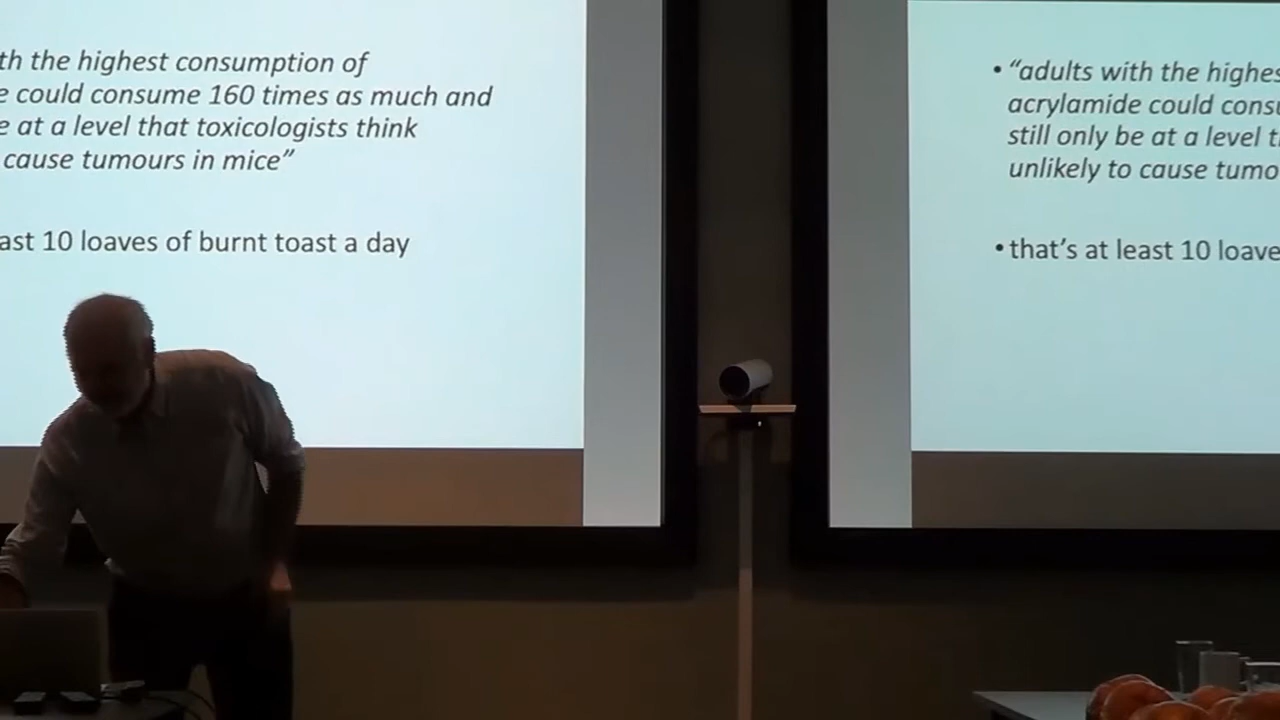 th the highest consumption of
e could consume 160 times as much and
e at a level that toxicologists think
cause tumours in mice”
ast 10 loaves of burnt toast a day
• “adults with the highes
acrylamide could consu
still only be at a level t
unlikely to cause tumo
• that’s at least 10 loave